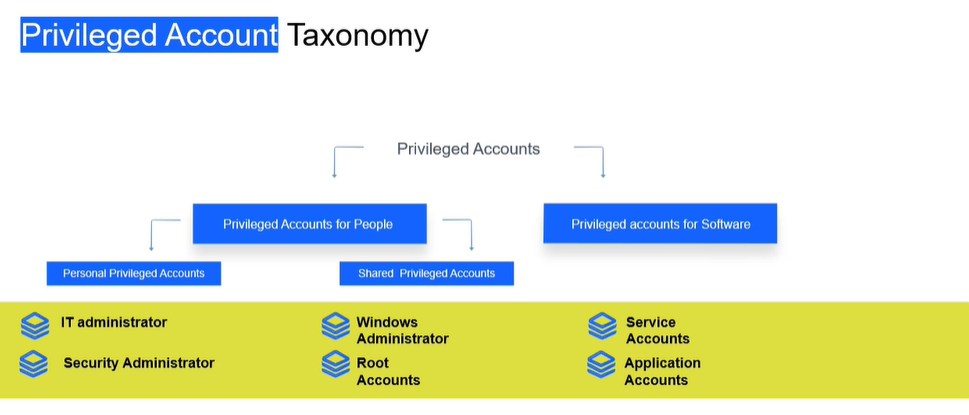 Privileged Account Taxonomy
Privileged Accounts
Privileged Accounts for People
Privileged accounts for Software
Personal Privileged Accounts
Shared Privileged Accounts
IT administrator
Security Administrator
Windows
Administrator
Root
Accounts
Service
Accounts
Application
Accounts